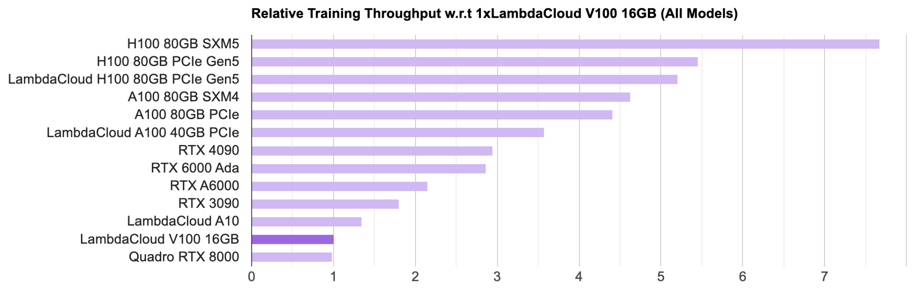 Relative Training Throughput w.r.t 1xLambdaCloud V100 16GB (All Models)
H100 80GB SXM5
H100 80GB PCIe Gen5
LambdaCloud H100 80GB PCIe Gen5
A100 80GB SXM4
A100 80GB PCIe
LambdaCloud A100 40GB PCIe
RTX 4090
RTX 6000 Ada
RTX A6000
RTX 3090
LambdaCloud A10
LambdaCloud V100 16GB
Quadro RTX 8000
0 1 2 3 4 5 6 7